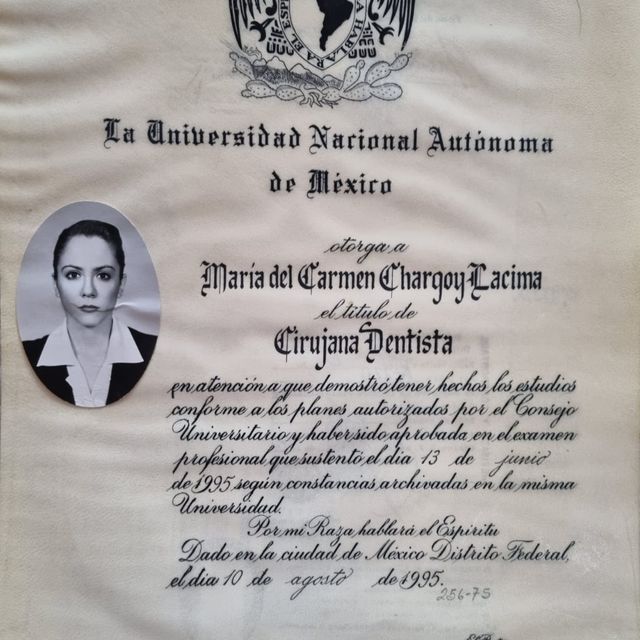 HABLARA EL ESP
La Universidad Nacional Autónoma
de México
otorga a
María del Carmen Chargoy Lacima
el título de
Cirujana Dentista
en atención a que demostró tener hechos los estudios
conforme a los planes autorizados por el Consejo
Universitario y haber sido aprobada en el examen
profesional que sustentó el día 13 de junio
de 1995 según constancias archivadas en la misma
Universidad.
Por mi Raza hablará el Espíritu
Dado en la ciudad de México Distrito Federal,
el día 10 de agosto de 1995.
256-75